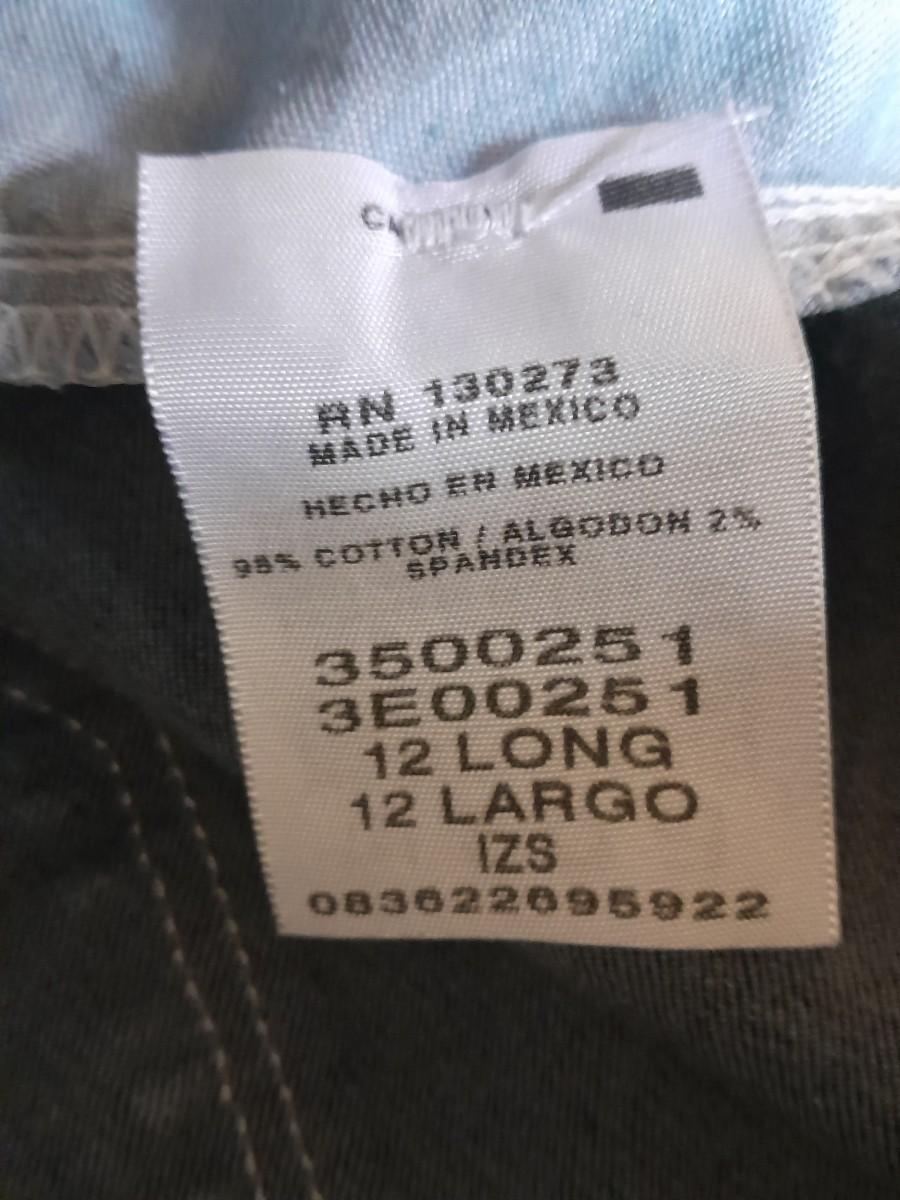 RN 130273
MADE IN MEXICO
HECHO EN MEXICO
98% COTTON / ALGODON 2%
SPANDEX
3500251
3E00251
12 LONG
12 LARGO
IZS